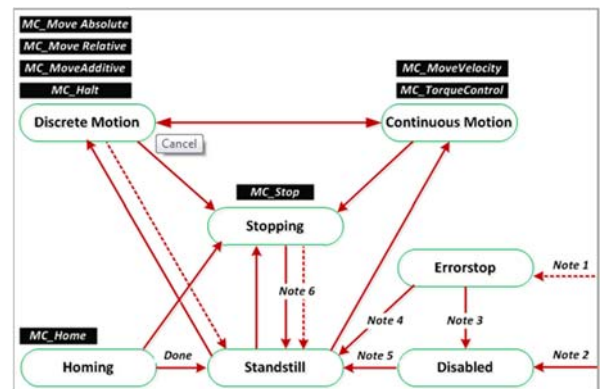 MC_Move Absolute
MC_Move Relative
MC_MoveAdditive
MC_Halt
MC_MoveVelocity
MC_TorqueControl
Discrete Motion
Continuous Motion
Cancel
MC_Stop
Stopping
Errorstop
Note 1
Note 6
Note 4
Note 3
MC_Home
Homing
Done
Standstill
Note 5
Disabled
Note 2